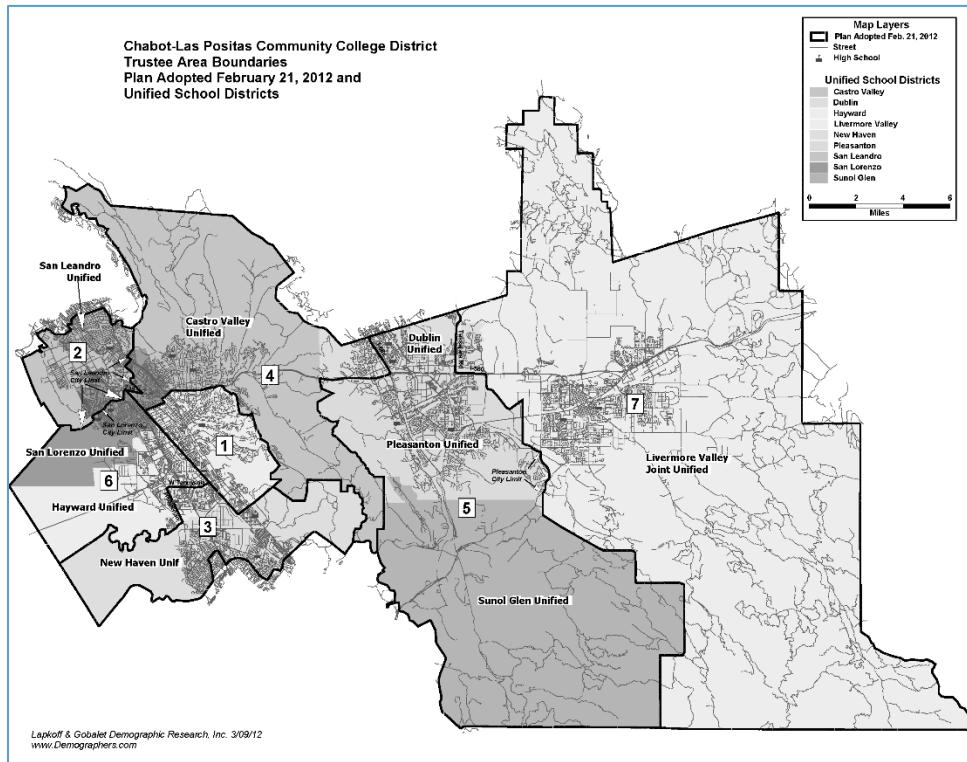 Chabot-Las Positas Community College District
Trustee Area Boundaries
Plan Adopted February 21, 2012 and
Unified School Districts
Map Layers
Plan Adopted Feb. 21, 2012
Street
High School
Unified School Districts
Castro Valley
Dublin
Hayward
Livermore Valley
New Haven
Pleasanton
San Leandro
San Lorenzo
Sunol Glen
0 2 4 6
Miles
San Leandro
Unified
Castro Valley
Unified
Dublin
Unified
2
San Leandro
City Limit
4
7
San Lorenzo
City Limit
1
San Lorenzo Unified
Pleasanton Unified
Livermore Valley
Joint Unified
Pleasanton
City Limit
6
Hayward Unified
5
3
New Haven Unif
Sunol Glen Unified
Lapkoff & Gobalet Demographic Research, Inc. 3/09/12
www.Demographers.com